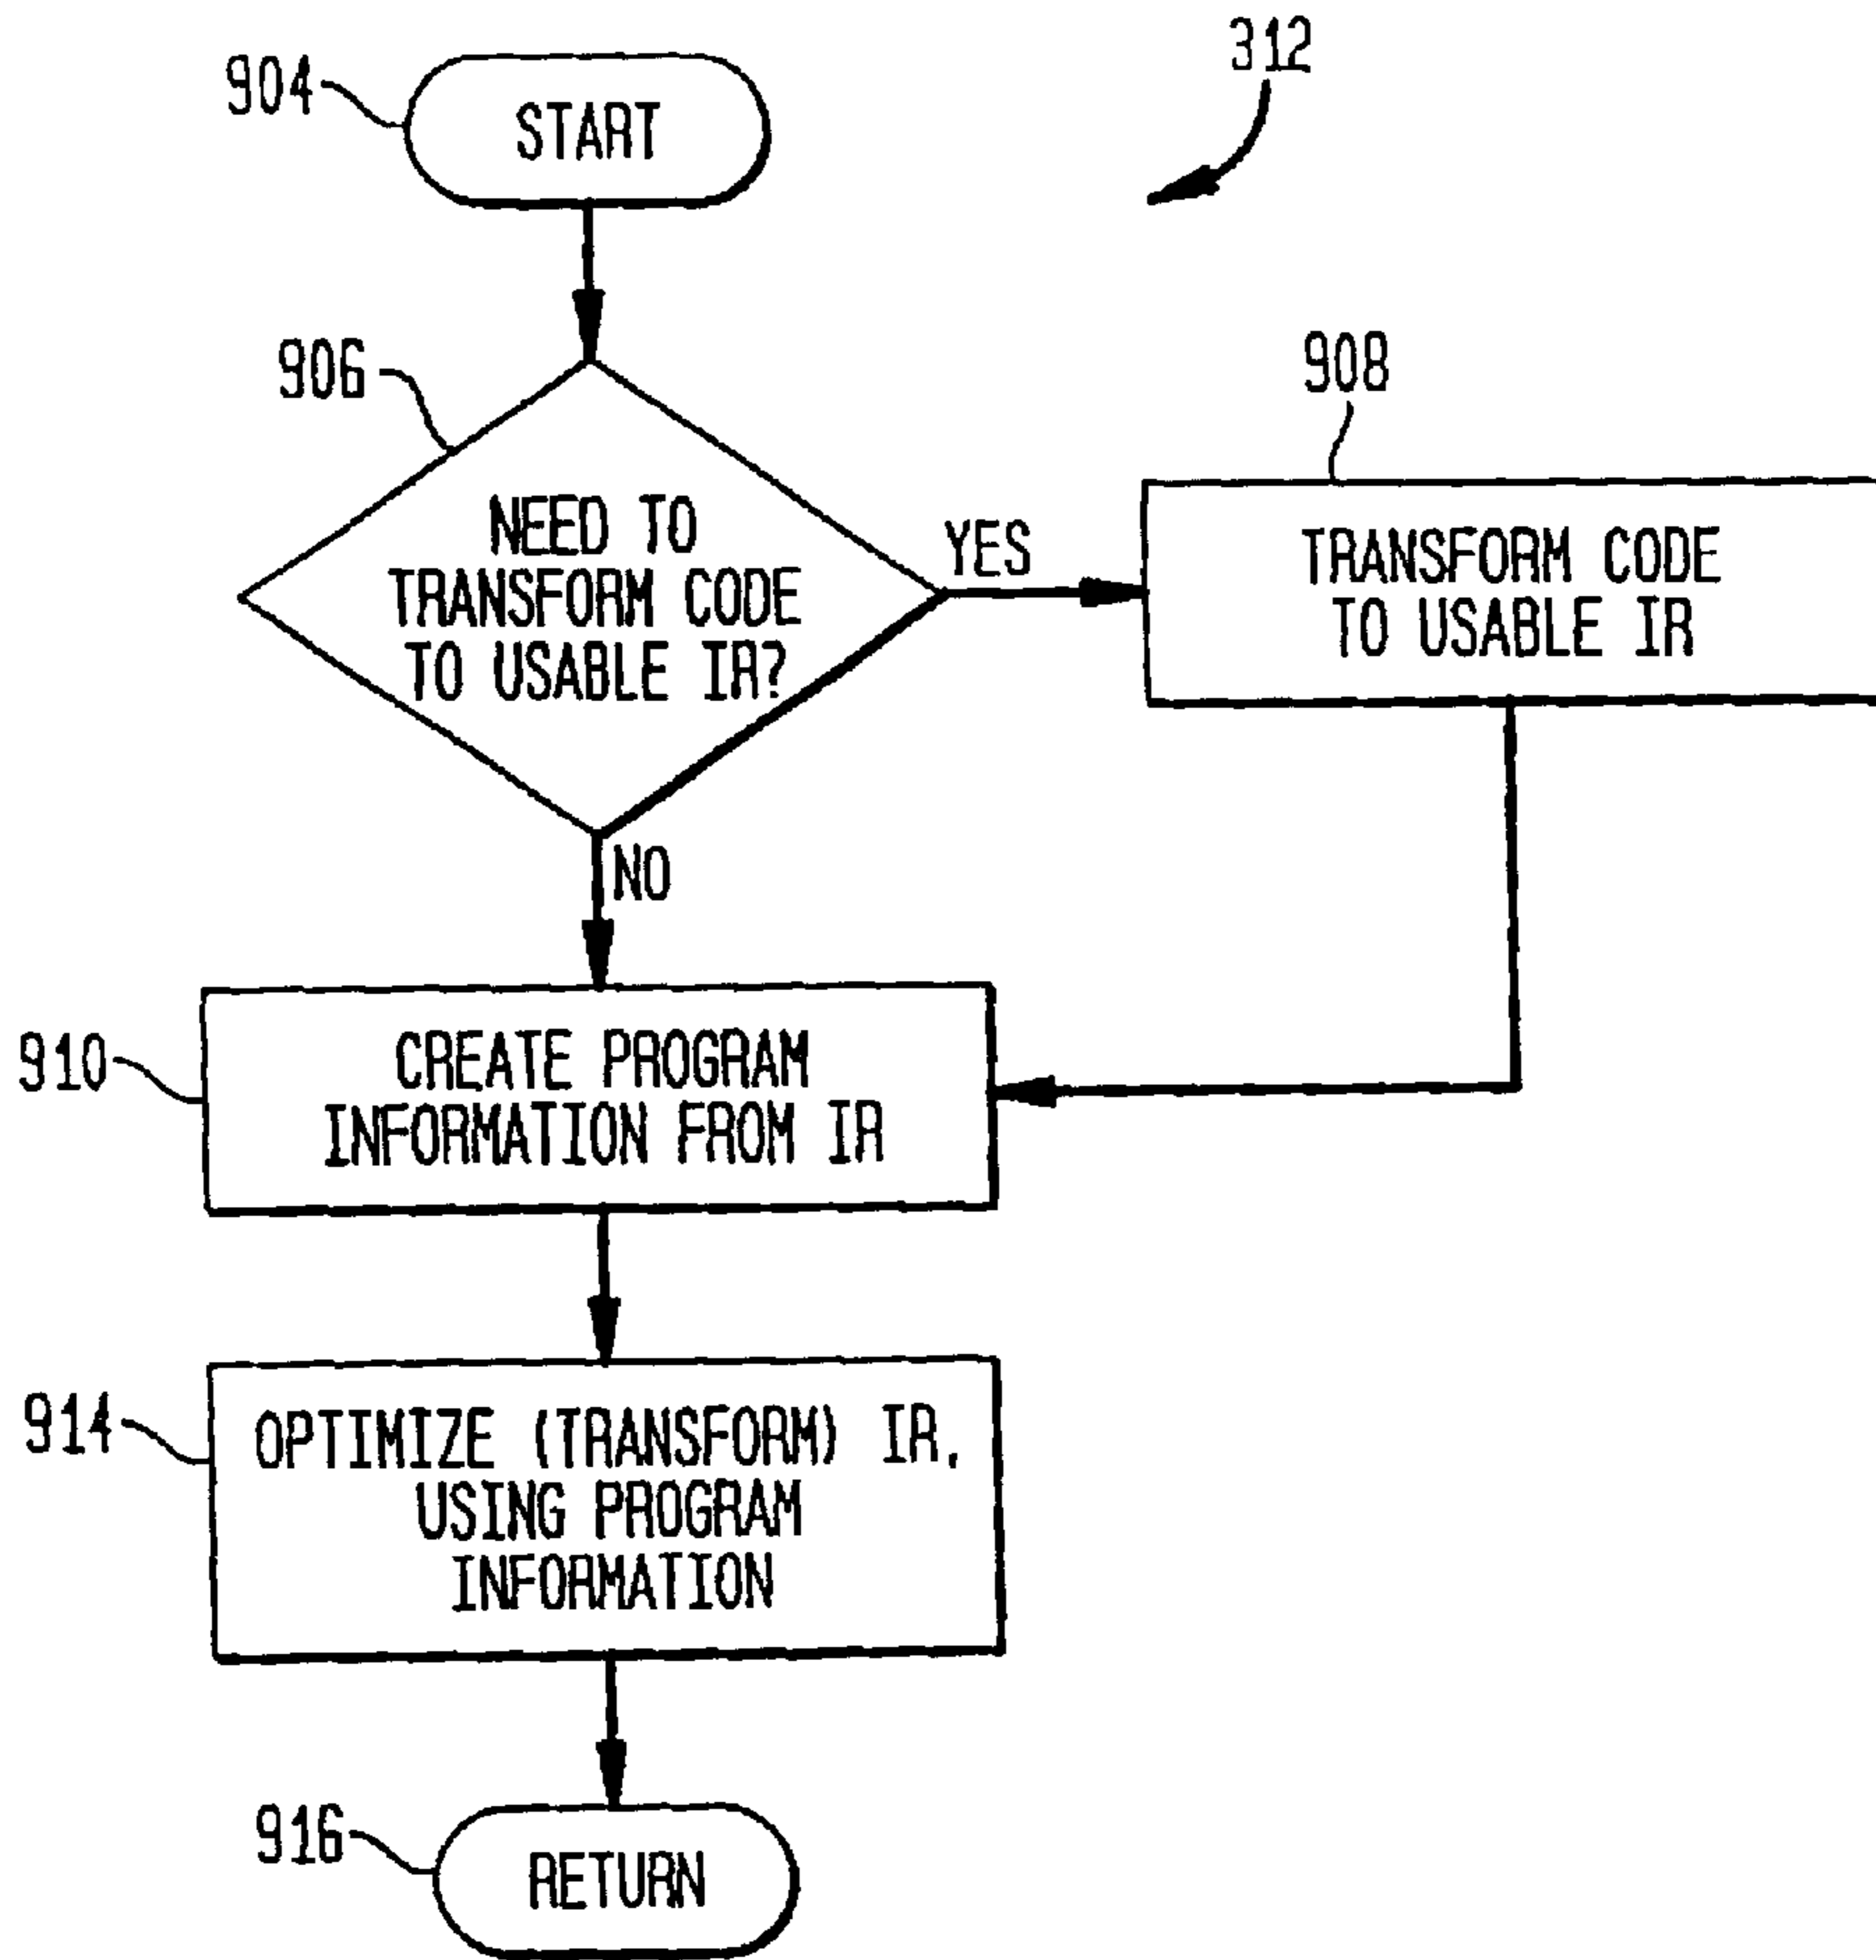 312
904
START
906
NEED TO
TRANSFORM CODE
TO USABLE IR?
YES
908
TRANSFORM CODE
TO USABLE IR
NO
910
CREATE PROGRAM
INFORMATION FROM IR
914
OPTIMIZE (TRANSFORM) IR,
USING PROGRAM
INFORMATION
916
RETURN